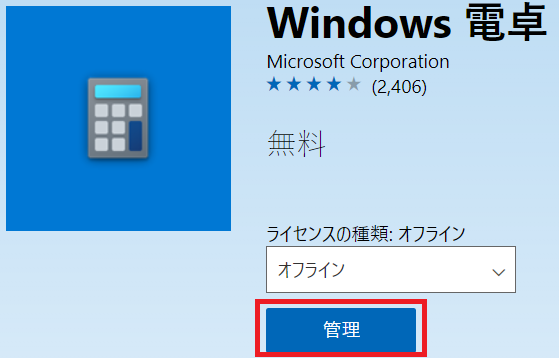 Windows 電卓
Microsoft Corporation
(2,406)
無料
ライセンスの種類: オフライン
オフライン
管理